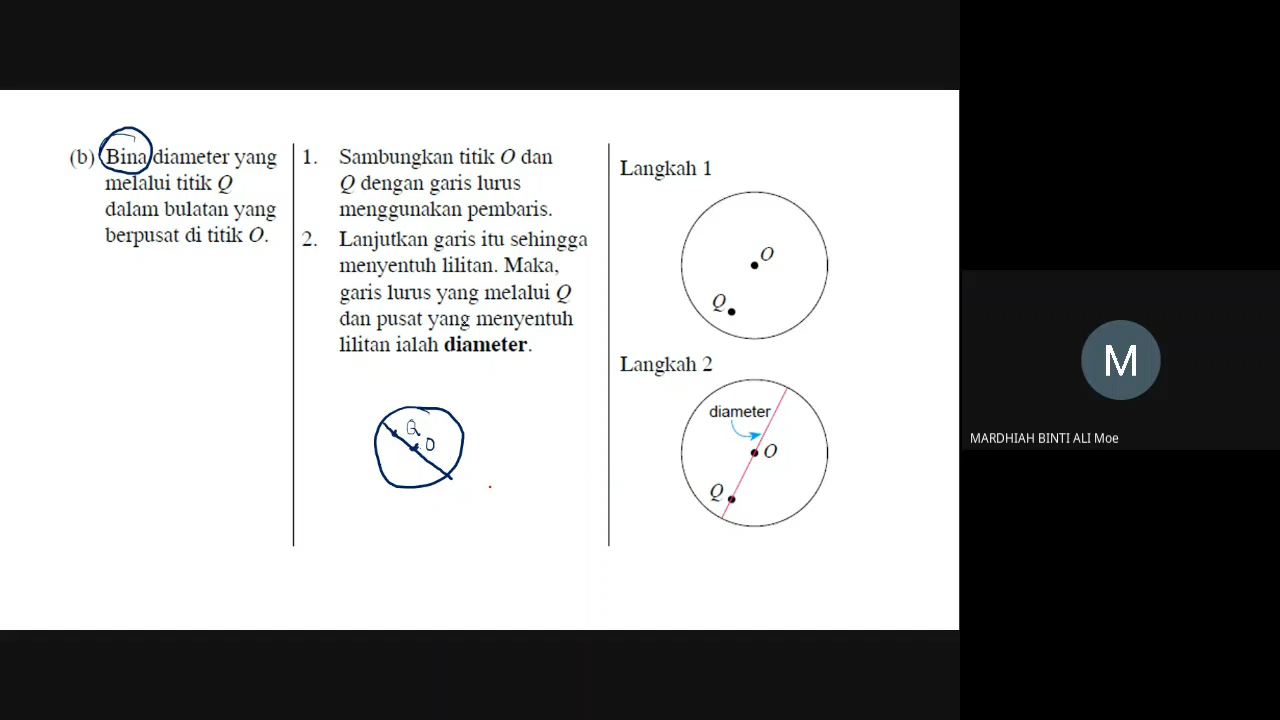 (b) Bina diameter yang
melalui titik Q
dalam bulatan yang
berpusat di titik O.
1. Sambungkan titik O dan
Q dengan garis lurus
menggunakan pembaris.
2. Lanjutkan garis itu sehingga
menyentuh lilitan. Maka,
garis lurus yang melalui Q
dan pusat yang menyentuh
lilitan ialah diameter.
Q
O
Langkah 1
O
Q
Langkah 2
diameter
O
Q
M
MARDHIAH BINTI ALI Moe